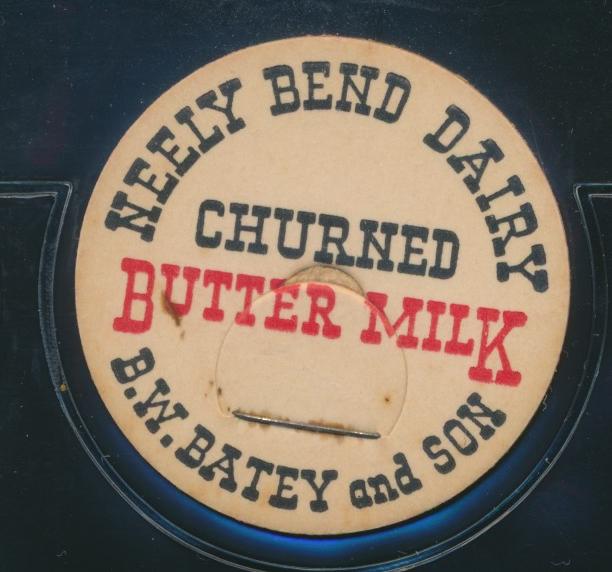 NEELY BEND DAIRY
CHURNED
BUTTER MILK
B.W. BATEY and SON